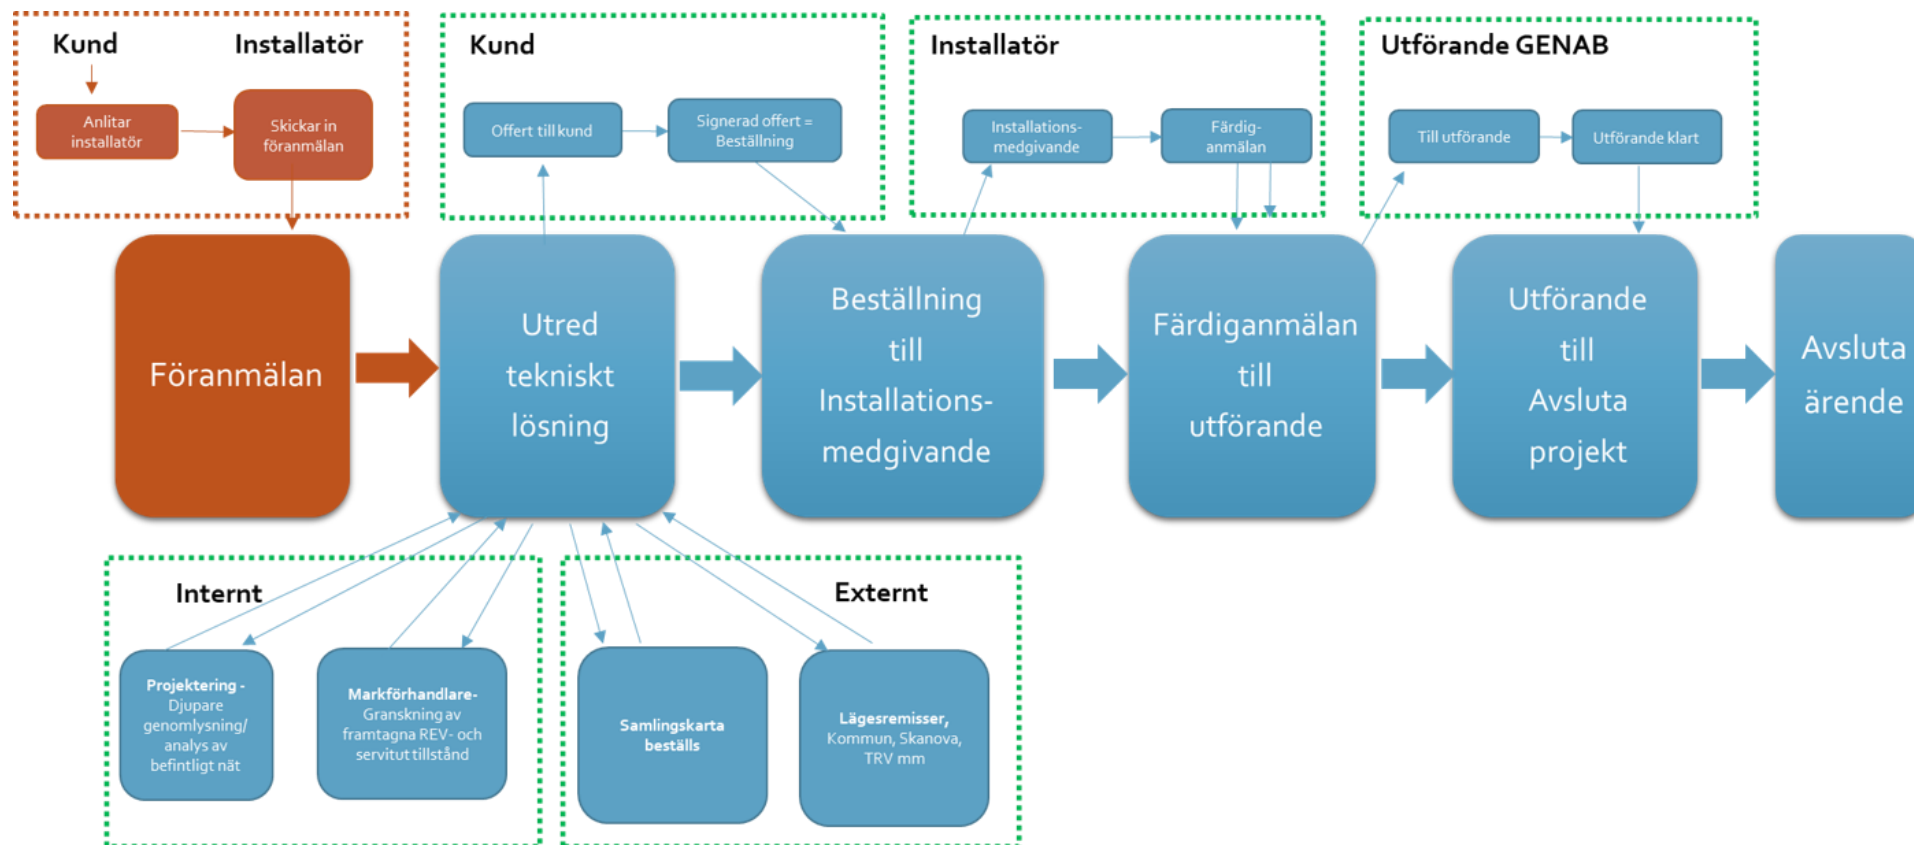 Kund
Installatör
Anlitar
installatör
Skickar in
föranmälan
Kund
Offert till kund
Signerad offert =
Beställning
Installatör
Installations-
medgivande
Färdig-
anmälan
Utförande GENAB
Till utförande
Utförande klart
Föranmälan
Utred
tekniskt
lösning
Beställning
till
Installations-
medgivande
Färdiganmälan
till
utförande
Utförande
till
Avsluta
projekt
Avsluta
ärende
Internt
Projektering -
Djupare
genomlysning/
analys av
befintligt nät
Markförhandlare-
Granskning av
framtagna REV- och
servitut tillstånd
Externt
Samlingskarta
beställs
Lägesremisser,
Kommun, Skanova,
TRV mm